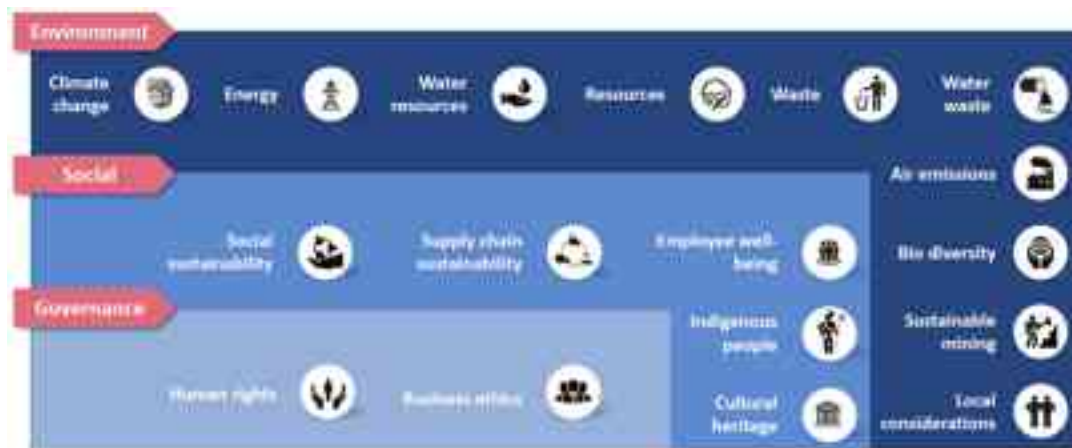 Environment
Climate
change
Energy
Water
resources
Resources
Waste
Water
waste
Social
Air emissions
Social
sustainability
Supply chain
sustainability
Employee well-
being
Bio diversity
Governance
Indigenous
people
Sustainable
mining
Human rights
Business ethics
Cultural
heritage
Local
considerations